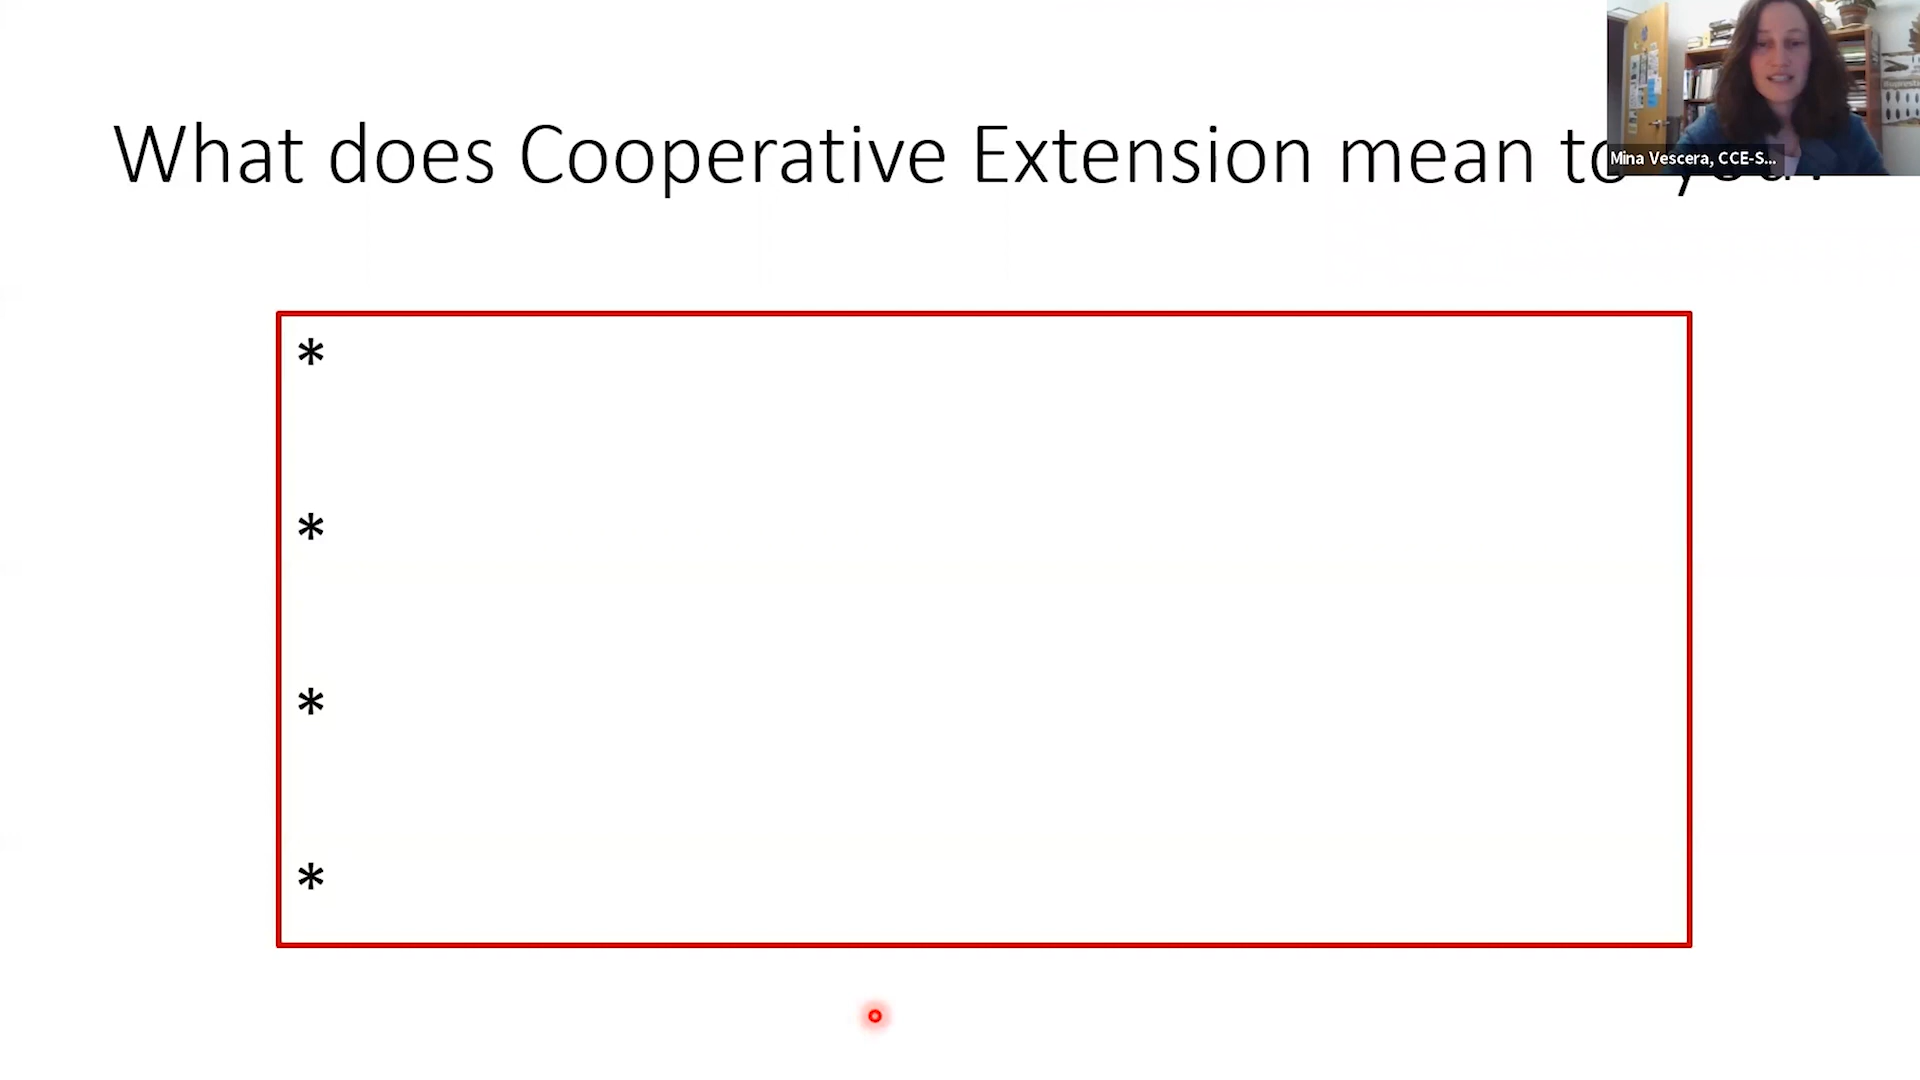 What does Cooperative Extension mean to you?
Mina Vescera, CCE-S...
*
*
*
*